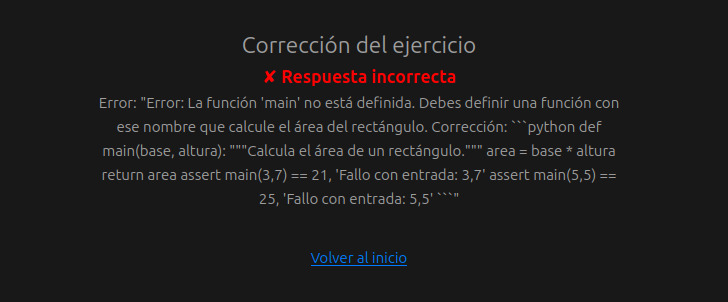 Corrección del ejercicio
✘ Respuesta incorrecta
Error: "Error: La función 'main' no está definida. Debes definir una función con
ese nombre que calcule el área del rectángulo. Corrección: ```python def
main(base, altura): """Calcula el área de un rectángulo.""" area = base * altura
return area assert main(3,7) == 21, 'Fallo con entrada: 3,7' assert main(5,5) ==
25, 'Fallo con entrada: 5,5' ```"
Volver al inicio